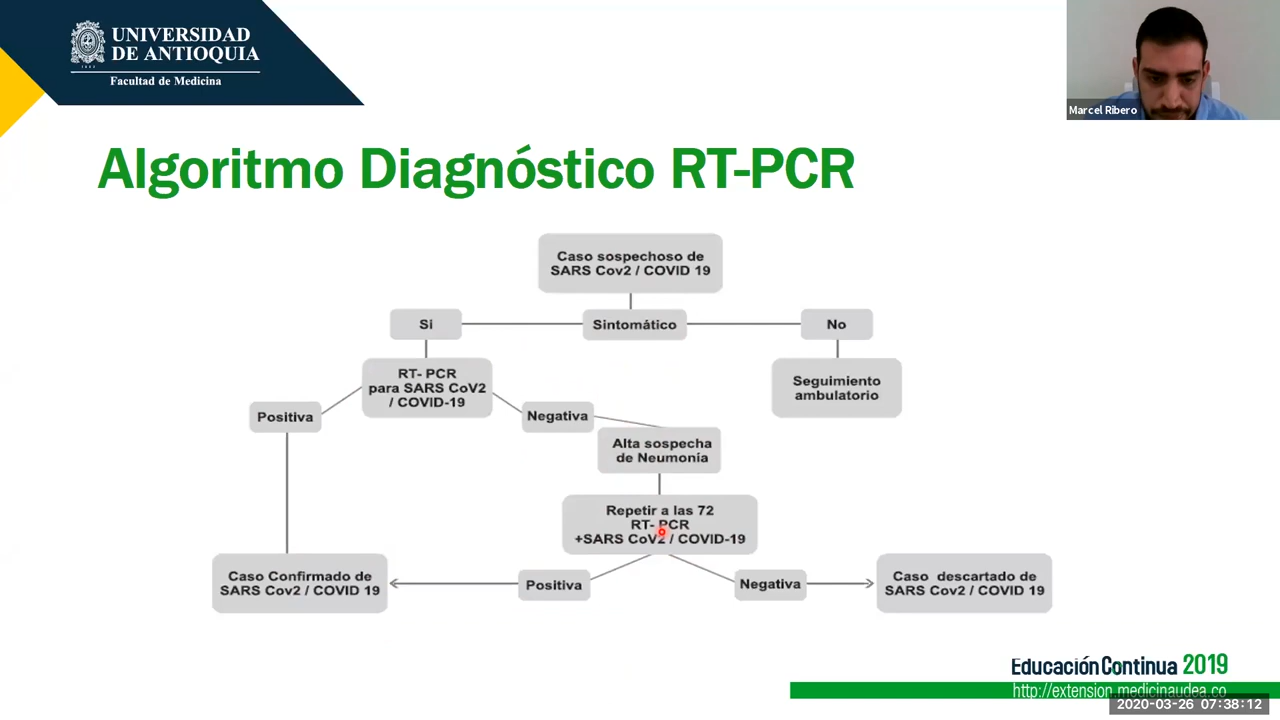 UNIVERSIDAD
DE ANTIOQUIA
1803
Facultad de Medicina
Marcel Ribero
Algoritmo Diagnóstico RT-PCR
Caso sospechoso de
SARS Cov2 / COVID 19
Si
Sintomático
No
RT- PCR
para SARS CoV2
/ COVID-19
Seguimiento
ambulatorio
Positiva
Negativa
Alta sospecha
de Neumonía
Repetir a las 72
RT- PCR
+SARS CoV2 / COVID-19
Caso Confirmado de
SARS Cov2 / COVID 19
Positiva
Negativa
Caso descartado de
SARS Cov2 / COVID 19
Educación Continua 2019
http://extension.medicinaudea.co
2020-03-26 07:38:12